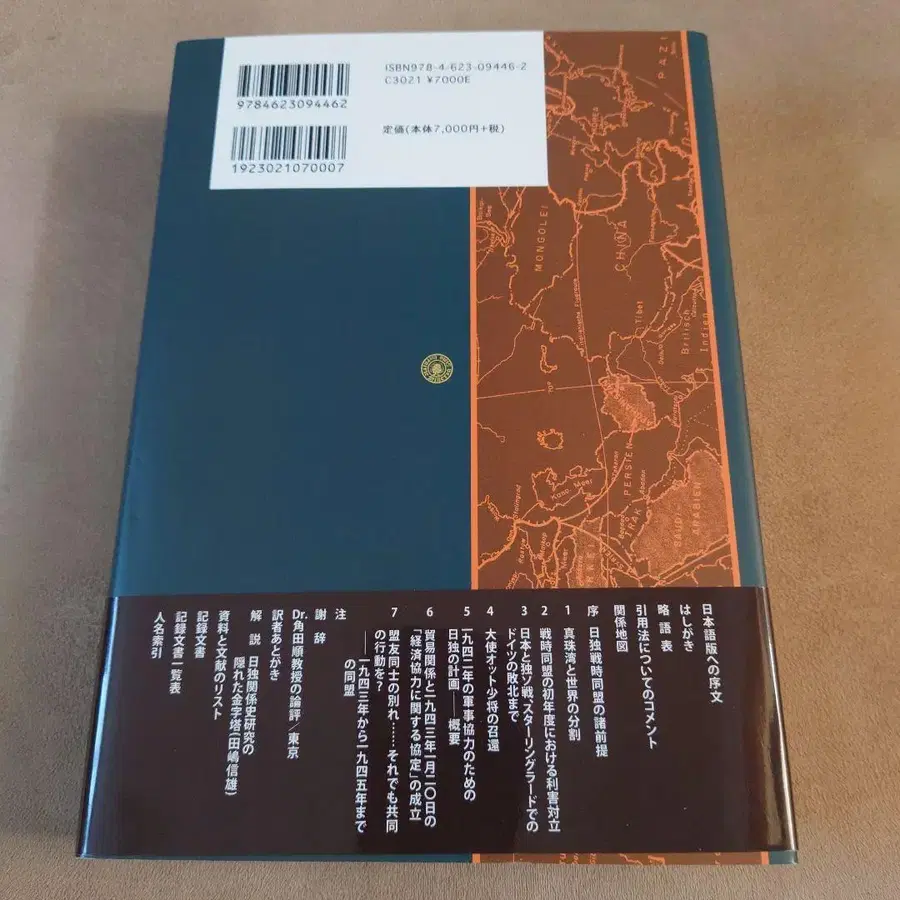 ISBN978-4-623-09446-2
C3021 ¥7000E
9784623094462
定価(本体7,000円+税)
1923021070007
PAZI
MONGOLEI
CHINA
Tibet
Britisch
Indien
PERSIEN
IRAK
SAUDI-
ARABIEN
Kasp. Meer
Stalingrad
日本語版への序文
はしがき
略語表
引用法についてのコメント
関係地図
序 日独戦時同盟の諸前提
1 真珠湾と世界の分割
2 戦時同盟の初年度における利害対立
3 日本と独ソ戦、スターリングラードでの
ドイツの敗北まで
4 大使オット少将の召還
5 一九四二年の軍事協力のための
日独の計画――概要
6 貿易関係と一九四三年一月二〇日の
「経済協力に関する協定」の成立
7 盟友同士の別れ……それでも共同
の行動を?
――一九四三年から一九四五年まで
の同盟
注
謝辞
Dr.角田順教授の論評/東京
訳者あとがき
解説 日独関係史研究の
隠れた金字塔(田嶋信雄)
資料と文献のリスト
記録文書
記録文書一覧表
人名索引